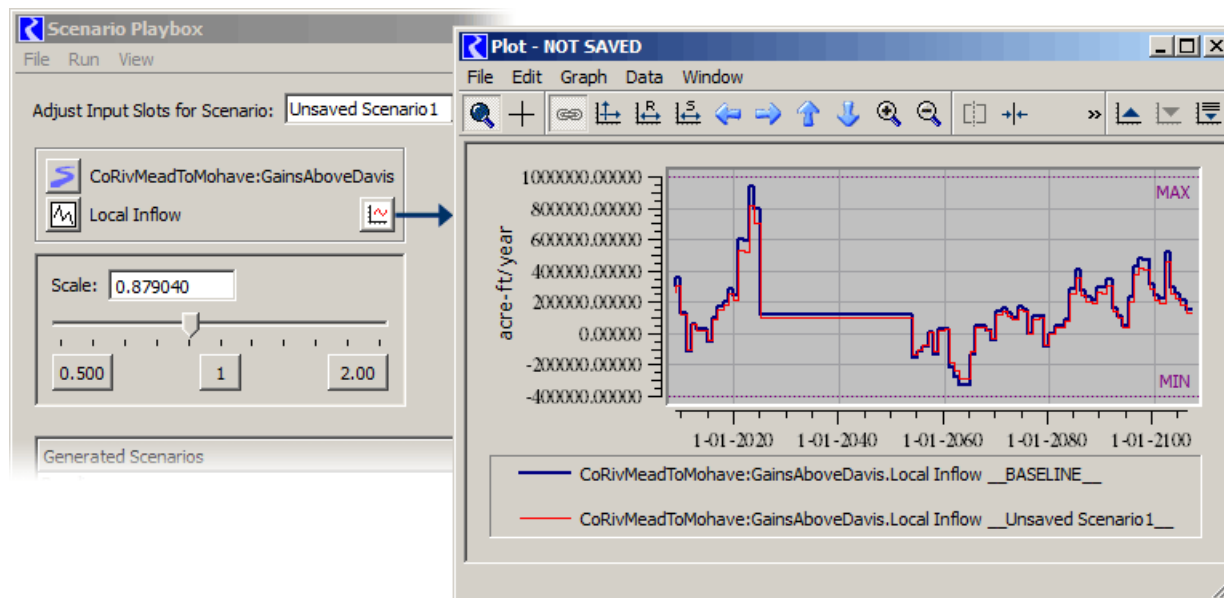 Scenario Playbox
File Run View
Adjust Input Slots for Scenario: Unsaved Scenario1
CoRivMeadToMohave:GainsAboveDavis
Local Inflow
Scale: 0.879040
0.500 1 2.00
Generated Scenarios
Plot - NOT SAVED
File Edit Graph Data Window
R S »
1000000.00000
800000.00000
600000.00000
400000.00000
200000.00000
0.00000
-200000.00000
-400000.00000
acre-ft/year
MAX
MIN
1-01-2020 1-01-2040 1-01-2060 1-01-2080 1-01-2100
CoRivMeadToMohave:GainsAboveDavis.Local Inflow __BASELINE__
CoRivMeadToMohave:GainsAboveDavis.Local Inflow __Unsaved Scenario1__